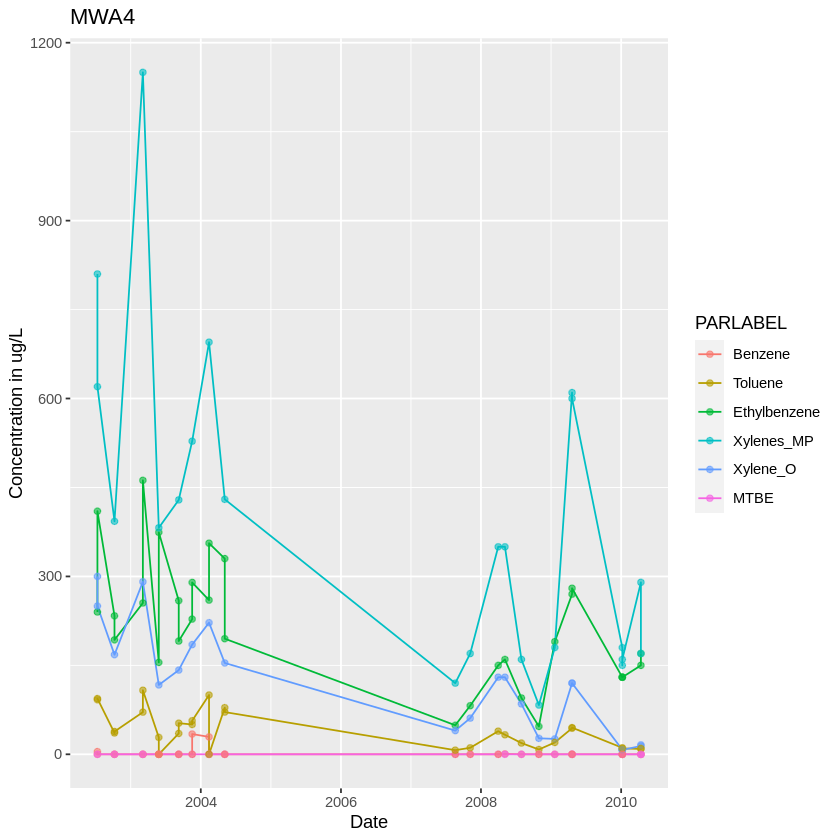 MWA4
1200
900
600
300
0
Concentration in ug/L
2004
2006
2008
2010
Date
PARLABEL
Benzene
Toluene
Ethylbenzene
Xylenes_MP
Xylene_O
MTBE